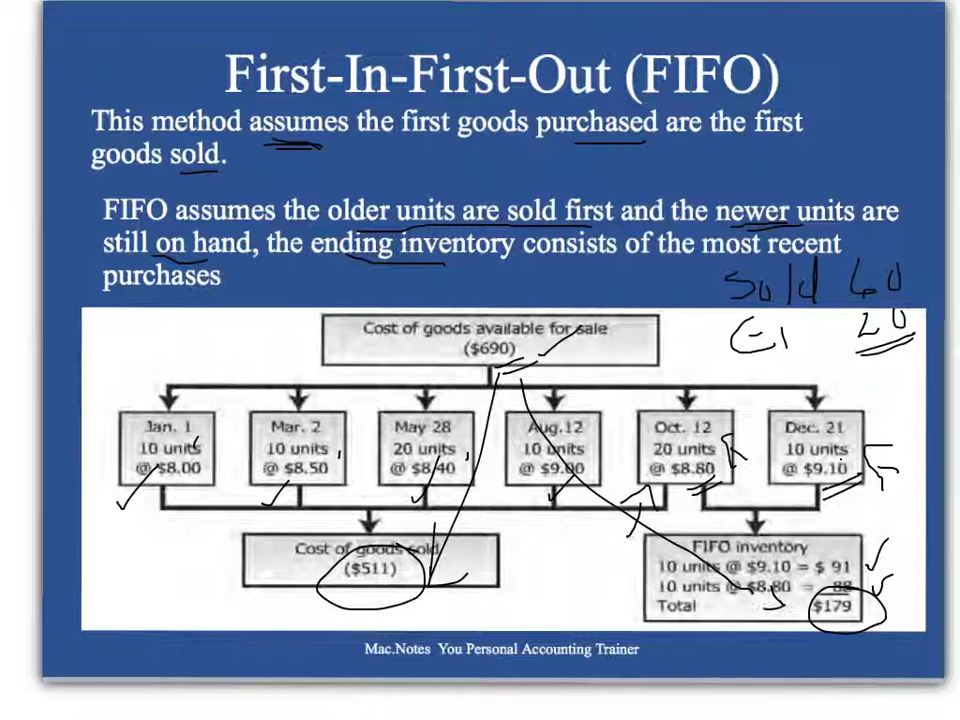 First-In-First-Out (FIFO)
This method assumes the first goods purchased are the first
goods sold.
FIFO assumes the older units are sold first and the newer units are
still on hand, the ending inventory consists of the most recent
purchases
Sold 60
EI 20
Cost of goods available for sale
($690)
Jan. 1
10 units
@ $8.00
Mar. 2
10 units
@ $8.50
May 28
20 units
@ $8.40
Aug.12
10 units
@ $9.00
Oct. 12
20 units
@ $8.80
Dec. 21
10 units
@ $9.10
Cost of goods sold
($511)
FIFO inventory
10 units @ $9.10 = $ 91
10 units @ $8.80 = 88
Total $179
Mac.Notes You Personal Accounting Trainer